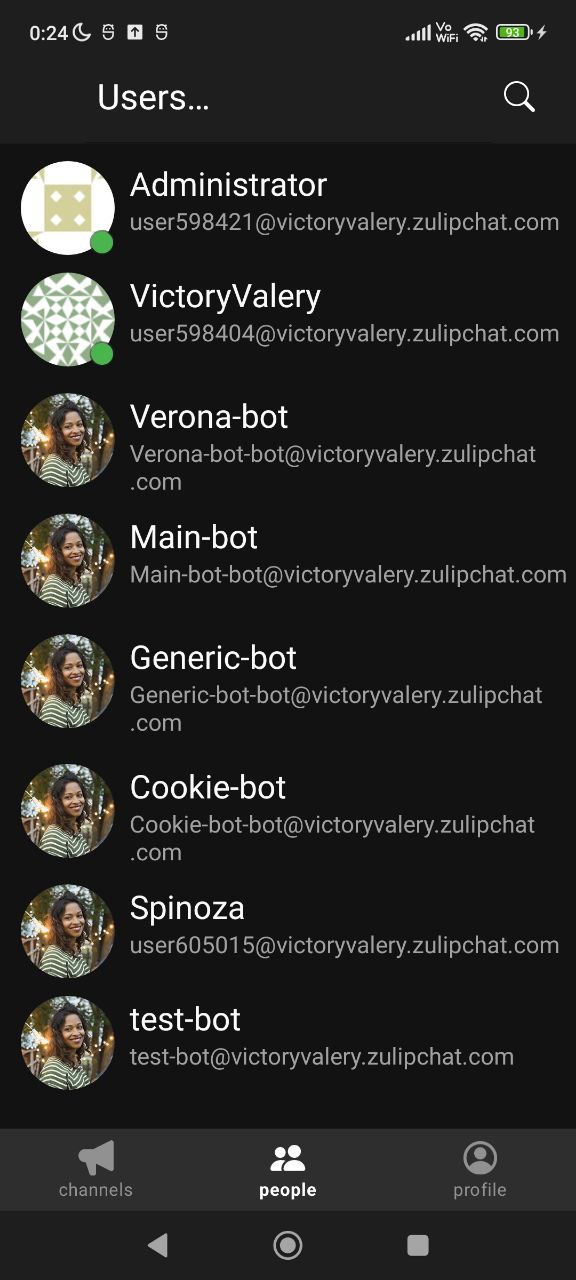 0:24 Vo WiFi 93
Users…
Administrator
user598421@victoryvalery.zulipchat.com
VictoryValery
user598404@victoryvalery.zulipchat.com
Verona-bot
Verona-bot-bot@victoryvalery.zulipchat
.com
Main-bot
Main-bot-bot@victoryvalery.zulipchat.com
Generic-bot
Generic-bot-bot@victoryvalery.zulipchat
.com
Cookie-bot
Cookie-bot-bot@victoryvalery.zulipchat
.com
Spinoza
user605015@victoryvalery.zulipchat.com
test-bot
test-bot@victoryvalery.zulipchat.com
channels people profile